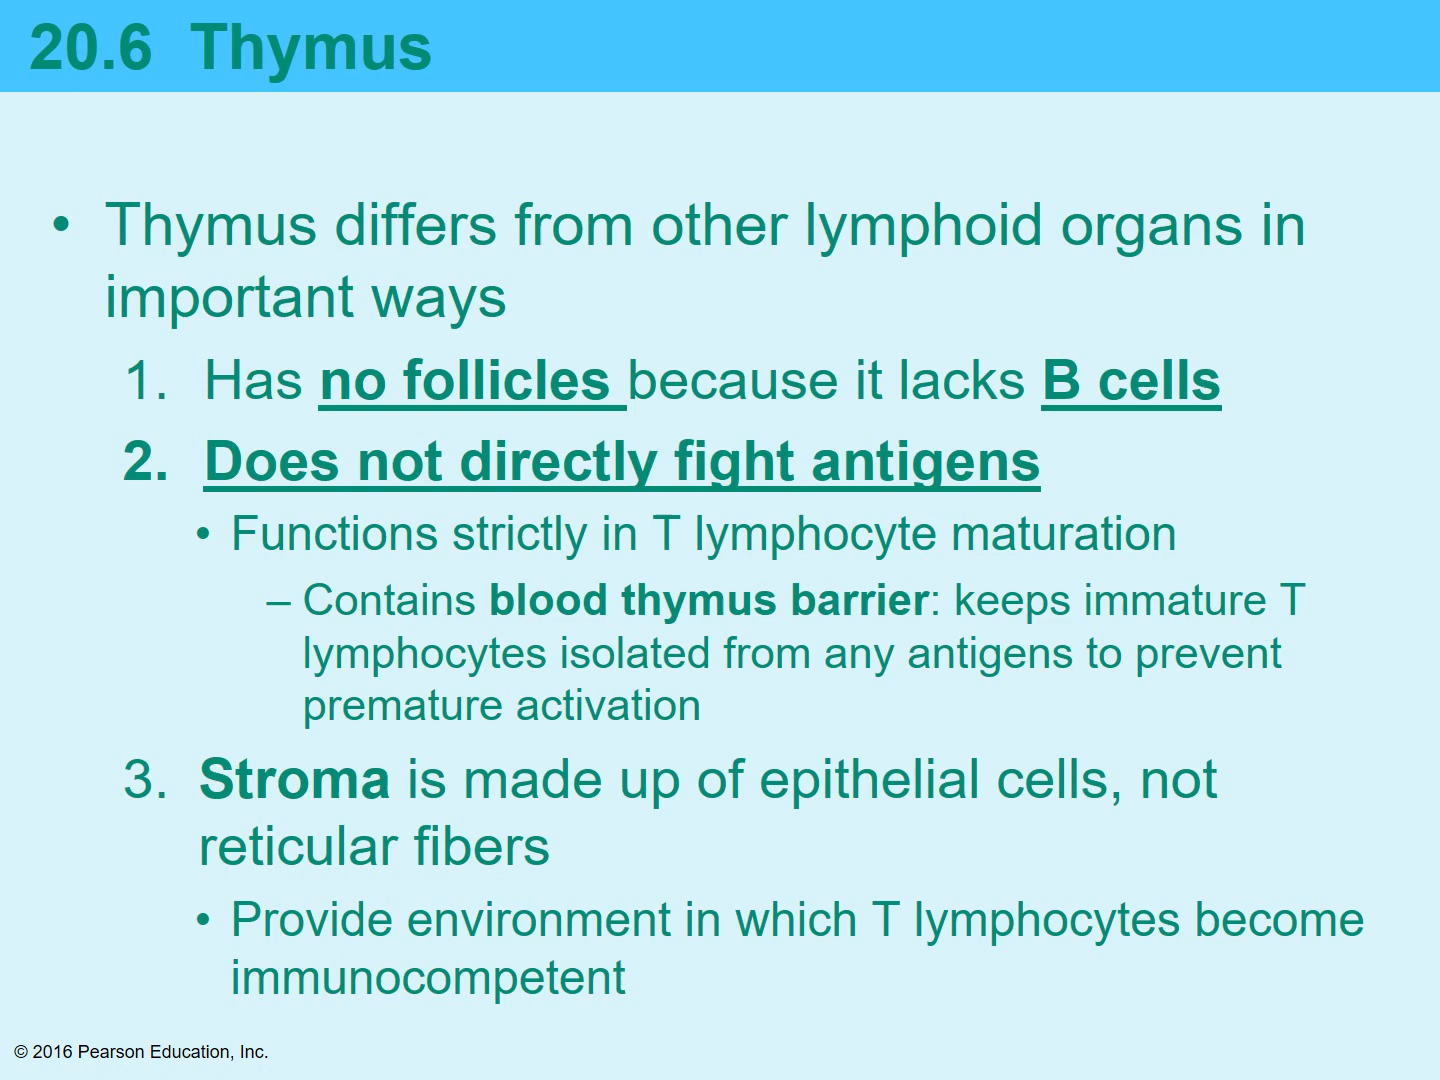 20.6 Thymus
• Thymus differs from other lymphoid organs in
important ways
1. Has no follicles because it lacks B cells
2. Does not directly fight antigens
• Functions strictly in T lymphocyte maturation
– Contains blood thymus barrier: keeps immature T
lymphocytes isolated from any antigens to prevent
premature activation
3. Stroma is made up of epithelial cells, not
reticular fibers
• Provide environment in which T lymphocytes become
immunocompetent
© 2016 Pearson Education, Inc.